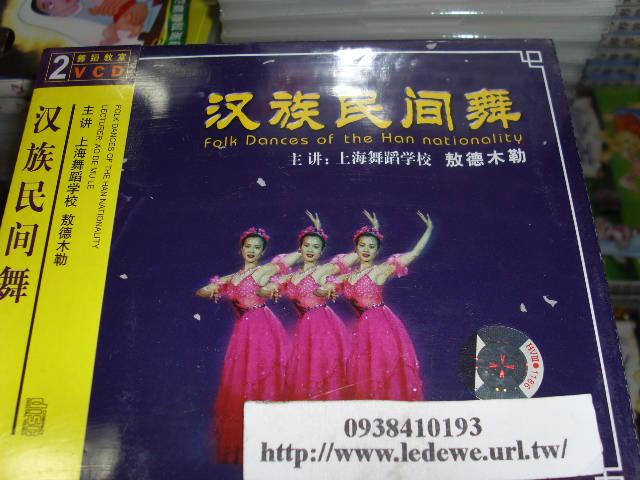 2
舞蹈教室
VCD
汉族民间舞
主讲 上海舞蹈学校 敖德木勒
FOLK DANCES OF THE HAN NATIONALITY
LECTURER: AO DE MU LE
汉族民间舞
Folk Dances of the Han nationality
主讲:上海舞蹈学校 敖德木勒
HVIII●1186
0938410193
http://www.ledewe.url.tw/